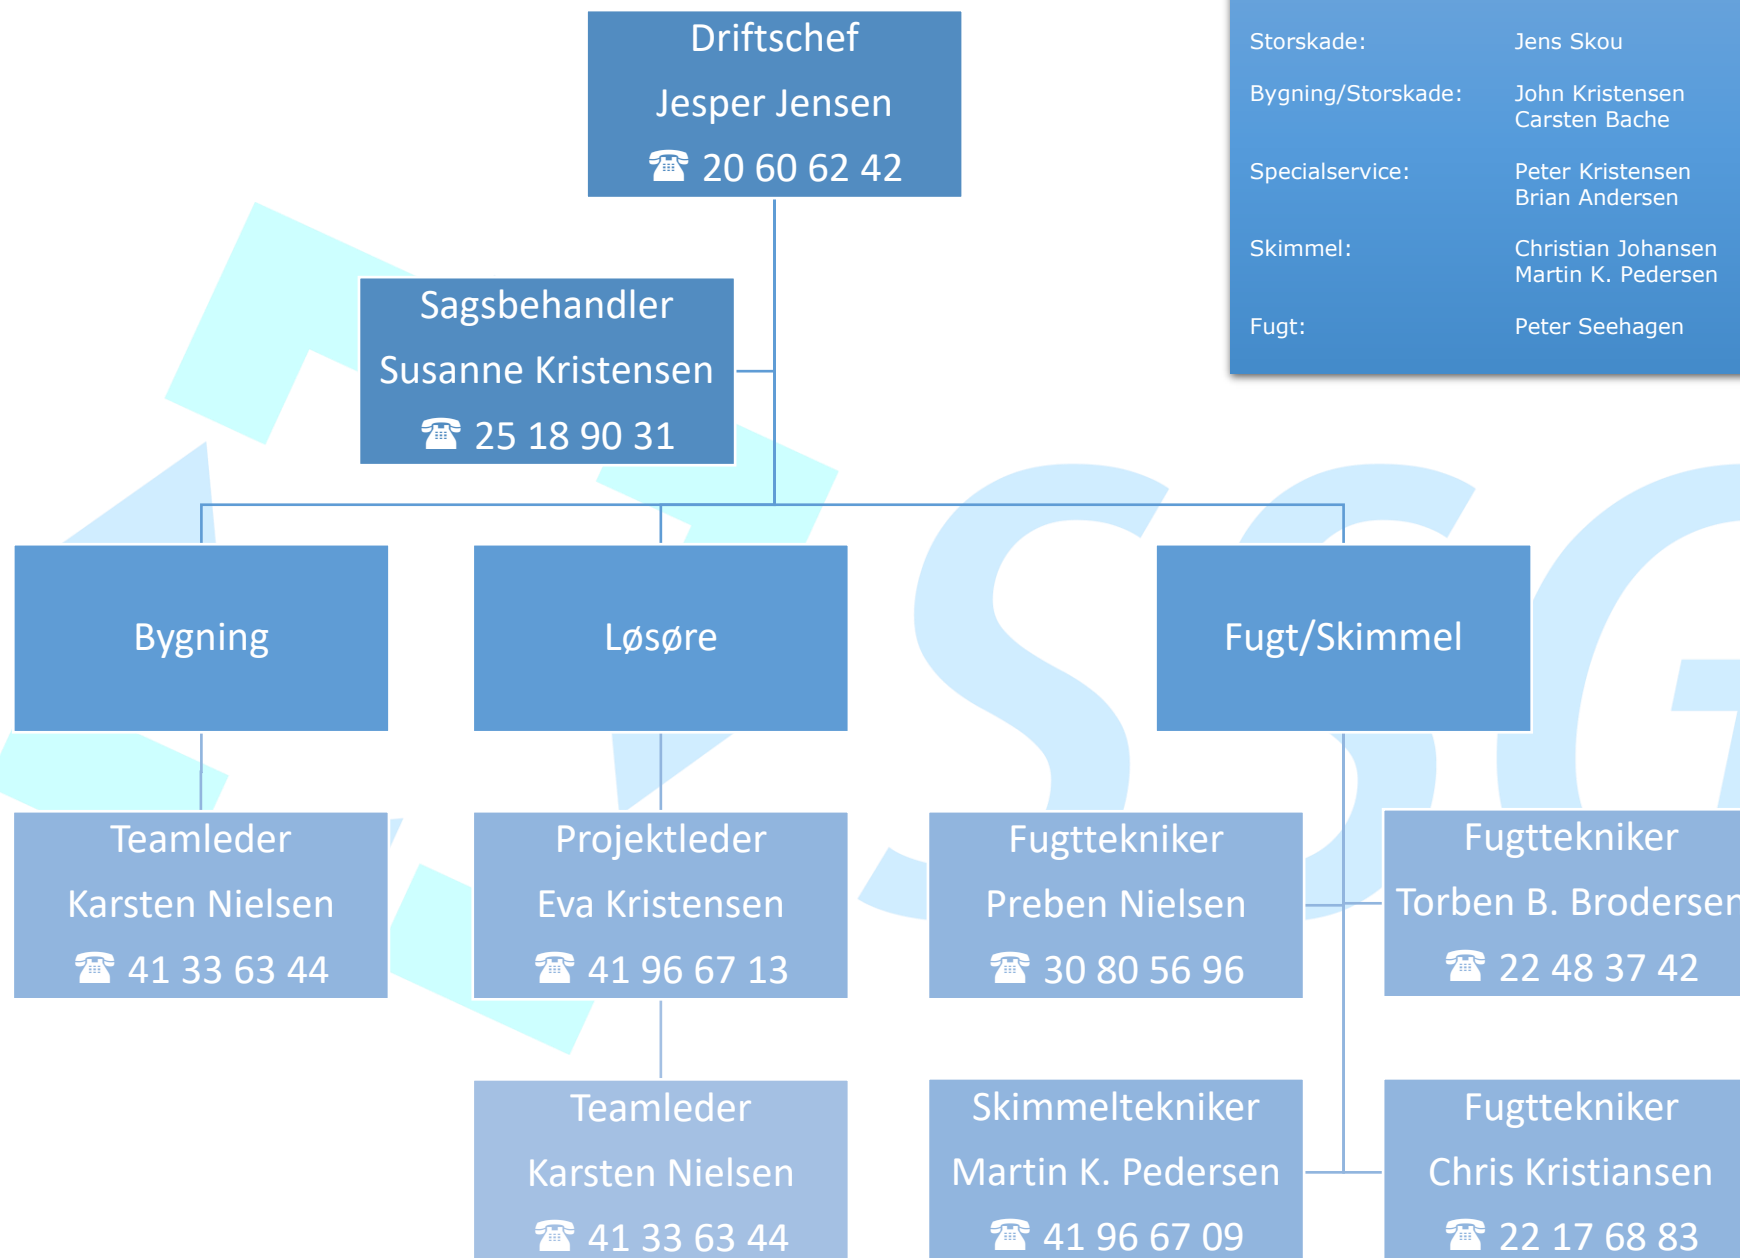 Driftschef
Jesper Jensen
☎ 20 60 62 42
Storskade: Jens Skou
Bygning/Storskade: John Kristensen
Carsten Bache
Specialservice: Peter Kristensen
Brian Andersen
Skimmel: Christian Johansen
Martin K. Pedersen
Fugt: Peter Seehagen
Sagsbehandler
Susanne Kristensen
☎ 25 18 90 31
SSG
Bygning
Løsøre
Fugt/Skimmel
Teamleder
Karsten Nielsen
☎ 41 33 63 44
Projektleder
Eva Kristensen
☎ 41 96 67 13
Fugttekniker
Preben Nielsen
☎ 30 80 56 96
Fugttekniker
Torben B. Brodersen
☎ 22 48 37 42
Teamleder
Karsten Nielsen
☎ 41 33 63 44
Skimmeltekniker
Martin K. Pedersen
☎ 41 96 67 09
Fugttekniker
Chris Kristiansen
☎ 22 17 68 83